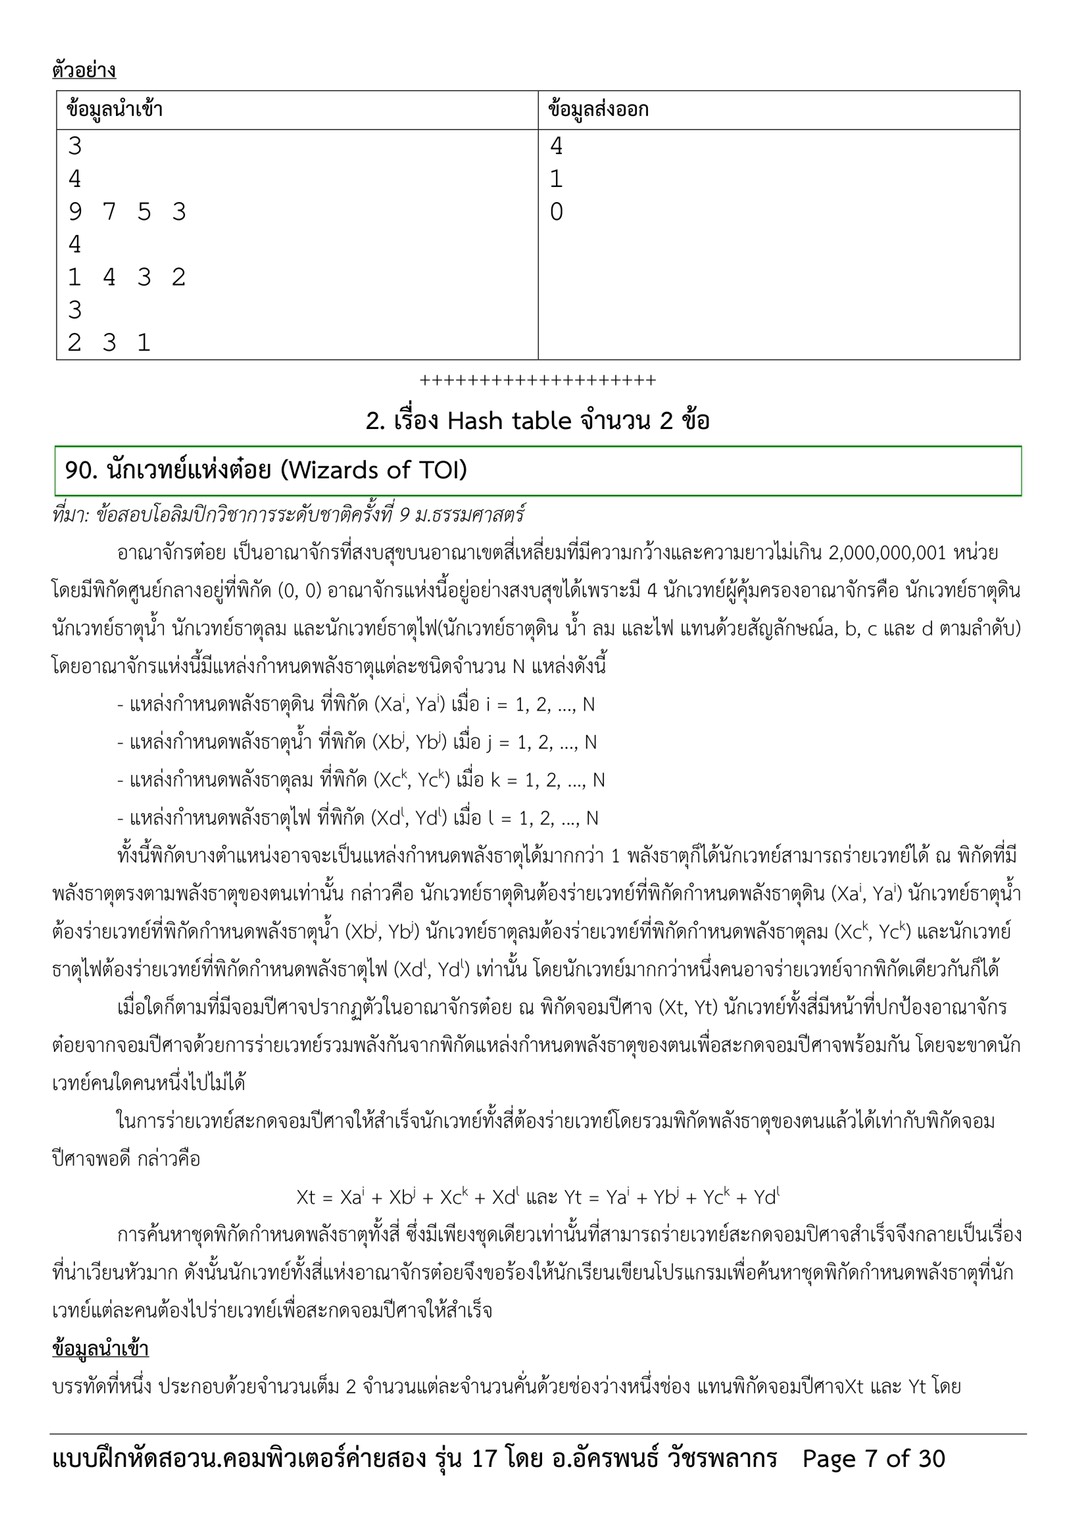 ตัวอย่าง
ข้อมูลนำเข้า ข้อมูลส่งออก
3 4
4 1
9 7 5 3 0
4
1 4 3 2
3
2 3 1
++++++++++++++++++++
2. เรื่อง Hash table จำนวน 2 ข้อ
90. นักเวทย์แห่งต๋อย (Wizards of TOI)
ที่มา: ข้อสอบโอลิมปิกวิชาการระดับชาติครั้งที่ 9 ม.ธรรมศาสตร์
อาณาจักรต๋อย เป็นอาณาจักรที่สงบสุขบนอาณาเขตสี่เหลี่ยมที่มีความกว้างและความยาวไม่เกิน 2,000,000,001 หน่วย
โดยมีพิกัดศูนย์กลางอยู่ที่พิกัด (0, 0) อาณาจักรแห่งนี้อยู่อย่างสงบสุขได้เพราะมี 4 นักเวทย์ผู้คุ้มครองอาณาจักรคือ นักเวทย์ธาตุดิน
นักเวทย์ธาตุน้ำ นักเวทย์ธาตุลม และนักเวทย์ธาตุไฟ(นักเวทย์ธาตุดิน น้ำ ลม และไฟ แทนด้วยสัญลักษณ์a, b, c และ d ตามลำดับ)
โดยอาณาจักรแห่งนี้มีแหล่งกำหนดพลังธาตุแต่ละชนิดจำนวน N แหล่งดังนี้
- แหล่งกำหนดพลังธาตุดิน ที่พิกัด (Xaⁱ, Yaⁱ) เมื่อ i = 1, 2, ..., N
- แหล่งกำหนดพลังธาตุน้ำ ที่พิกัด (Xbʲ, Ybʲ) เมื่อ j = 1, 2, ..., N
- แหล่งกำหนดพลังธาตุลม ที่พิกัด (Xcᵏ, Ycᵏ) เมื่อ k = 1, 2, ..., N
- แหล่งกำหนดพลังธาตุไฟ ที่พิกัด (Xdˡ, Ydˡ) เมื่อ l = 1, 2, ..., N
ทั้งนี้พิกัดบางตำแหน่งอาจจะเป็นแหล่งกำหนดพลังธาตุได้มากกว่า 1 พลังธาตุก็ได้นักเวทย์สามารถร่ายเวทย์ได้ ณ พิกัดที่มี
พลังธาตุตรงตามพลังธาตุของตนเท่านั้น กล่าวคือ นักเวทย์ธาตุดินต้องร่ายเวทย์ที่พิกัดกำหนดพลังธาตุดิน (Xaⁱ, Yaⁱ) นักเวทย์ธาตุน้ำ
ต้องร่ายเวทย์ที่พิกัดกำหนดพลังธาตุน้ำ (Xbʲ, Ybʲ) นักเวทย์ธาตุลมต้องร่ายเวทย์ที่พิกัดกำหนดพลังธาตุลม (Xcᵏ, Ycᵏ) และนักเวทย์
ธาตุไฟต้องร่ายเวทย์ที่พิกัดกำหนดพลังธาตุไฟ (Xdˡ, Ydˡ) เท่านั้น โดยนักเวทย์มากกว่าหนึ่งคนอาจร่ายเวทย์จากพิกัดเดียวกันก็ได้
เมื่อใดก็ตามที่มีจอมปีศาจปรากฏตัวในอาณาจักรต๋อย ณ พิกัดจอมปีศาจ (Xt, Yt) นักเวทย์ทั้งสี่มีหน้าที่ปกป้องอาณาจักร
ต๋อยจากจอมปีศาจด้วยการร่ายเวทย์รวมพลังกันจากพิกัดแหล่งกำหนดพลังธาตุของตนเพื่อสะกดจอมปีศาจพร้อมกัน โดยจะขาดนัก
เวทย์คนใดคนหนึ่งไปไม่ได้
ในการร่ายเวทย์สะกดจอมปีศาจให้สำเร็จนักเวทย์ทั้งสี่ต้องร่ายเวทย์โดยรวมพิกัดพลังธาตุของตนแล้วได้เท่ากับพิกัดจอม
ปีศาจพอดี กล่าวคือ
Xt = Xaⁱ + Xbʲ + Xcᵏ + Xdˡ และ Yt = Yaⁱ + Ybʲ + Ycᵏ + Ydˡ
การค้นหาชุดพิกัดกำหนดพลังธาตุทั้งสี่ ซึ่งมีเพียงชุดเดียวเท่านั้นที่สามารถร่ายเวทย์สะกดจอมปิศาจสำเร็จจึงกลายเป็นเรื่อง
ที่น่าเวียนหัวมาก ดังนั้นนักเวทย์ทั้งสี่แห่งอาณาจักรต๋อยจึงขอร้องให้นักเรียนเขียนโปรแกรมเพื่อค้นหาชุดพิกัดกำหนดพลังธาตุที่นัก
เวทย์แต่ละคนต้องไปร่ายเวทย์เพื่อสะกดจอมปีศาจให้สำเร็จ
ข้อมูลนำเข้า
บรรทัดที่หนึ่ง ประกอบด้วยจำนวนเต็ม 2 จำนวนแต่ละจำนวนคั่นด้วยช่องว่างหนึ่งช่อง แทนพิกัดจอมปีศาจXt และ Yt โดย
แบบฝึกหัดสอวน.คอมพิวเตอร์ค่ายสอง รุ่น 17 โดย อ.อัครพนธ์ วัชรพลากร Page 7 of 30